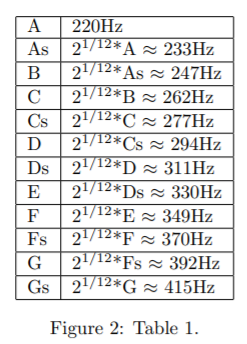 A 220Hz
As 2^{1/12}*A ≈ 233Hz
B 2^{1/12}*As ≈ 247Hz
C 2^{1/12}*B ≈ 262Hz
Cs 2^{1/12}*C ≈ 277Hz
D 2^{1/12}*Cs ≈ 294Hz
Ds 2^{1/12}*D ≈ 311Hz
E 2^{1/12}*Ds ≈ 330Hz
F 2^{1/12}*E ≈ 349Hz
Fs 2^{1/12}*F ≈ 370Hz
G 2^{1/12}*Fs ≈ 392Hz
Gs 2^{1/12}*G ≈ 415Hz
Figure 2: Table 1.